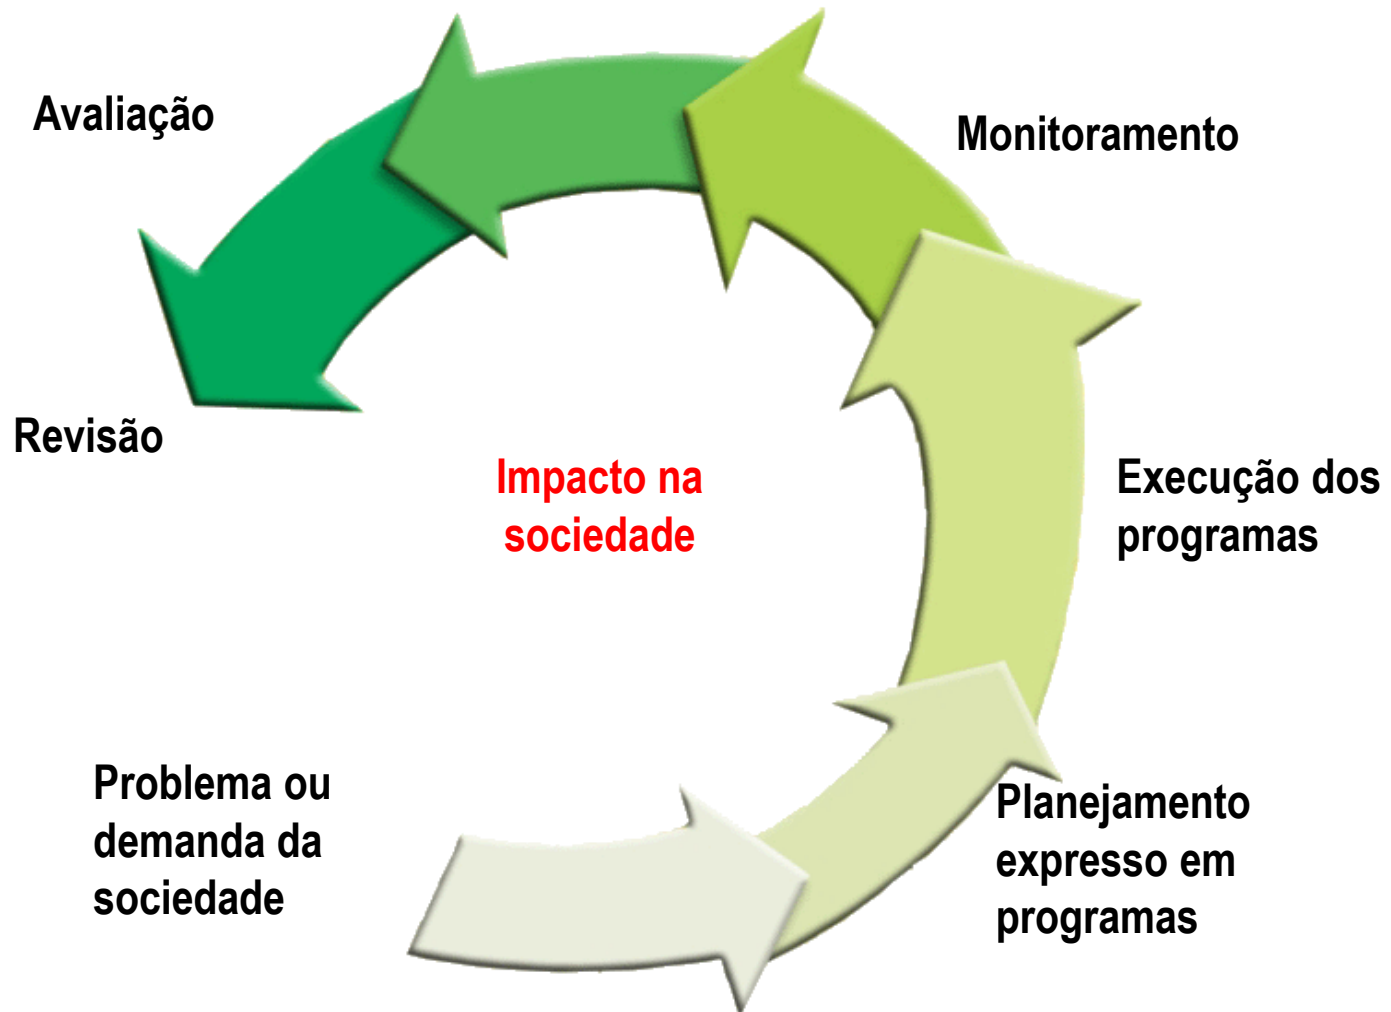 Avaliação
Monitoramento
Revisão
Impacto na
sociedade
Execução dos
programas
Problema ou
demanda da
sociedade
Planejamento
expresso em
programas